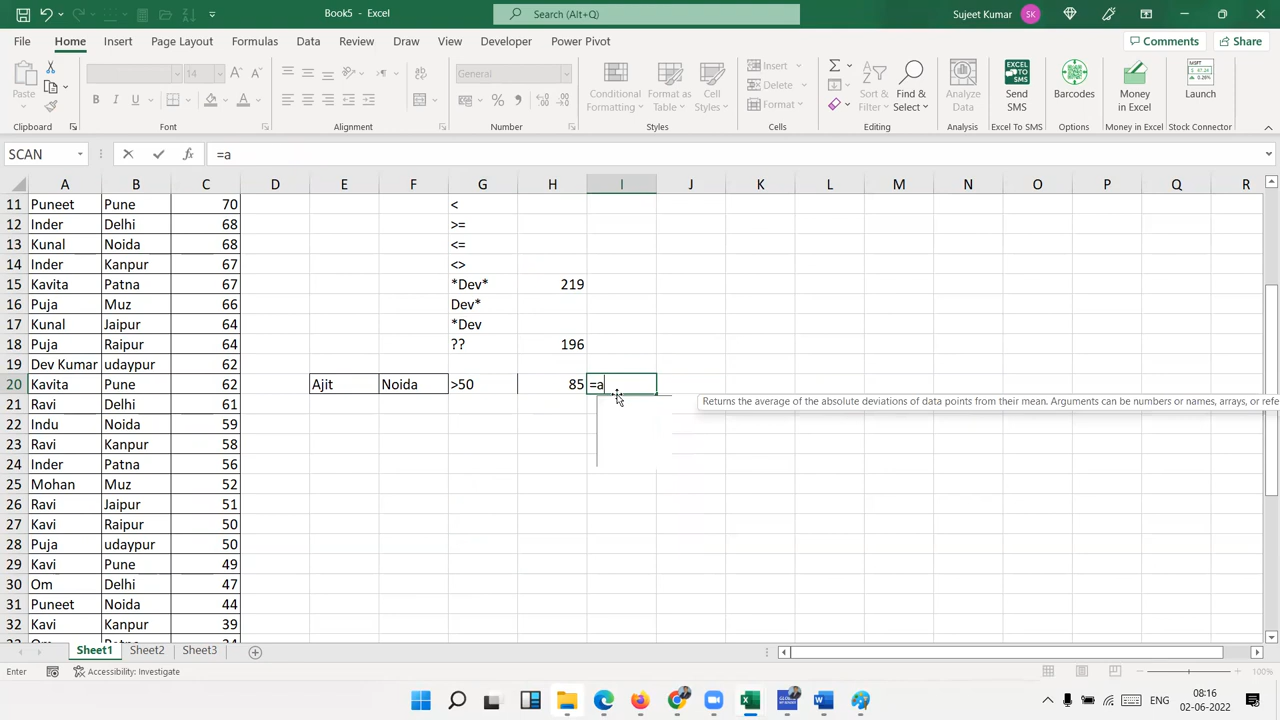 Book5 - Excel
Search (Alt+Q)
Sujeet Kumar
SK
File Home Insert Page Layout Formulas Data Review Draw View Developer Power Pivot
Comments
Share
Paste
14
General
Conditional Formatting
Format as Table
Cell Styles
Insert
Delete
Format
Sort & Filter
Find & Select
Analyze Data
Send SMS
Barcodes
Money in Excel
Launch
Clipboard Font Alignment Number Styles Cells Editing Analysis Excel To SMS Options Money in Excel Stock Connector
SCAN
fx
=a
A B C D E F G H I J K L M N O P Q R
11 Puneet Pune 70 <
12 Inder Delhi 68 >=
13 Kunal Noida 68 <=
14 Inder Kanpur 67 <>
15 Kavita Patna 67 *Dev* 219
16 Puja Muz 66 Dev*
17 Kunal Jaipur 64 *Dev
18 Puja Raipur 64 ?? 196
19 Dev Kumar udaypur 62
20 Kavita Pune 62 Ajit Noida >50 85 =a
Returns the average of the absolute deviations of data points from their mean. Arguments can be numbers or names, arrays, or refe
21 Ravi Delhi 61
22 Indu Noida 59
23 Ravi Kanpur 58
24 Inder Patna 56
25 Mohan Muz 52
26 Ravi Jaipur 51
27 Kavi Raipur 50
28 Puja udaypur 50
29 Kavi Pune 49
30 Om Delhi 47
31 Puneet Noida 44
32 Kavi Kanpur 39
Sheet1 Sheet2 Sheet3
Enter
Accessibility: Investigate
100%
ENG
08:16
02-06-2022